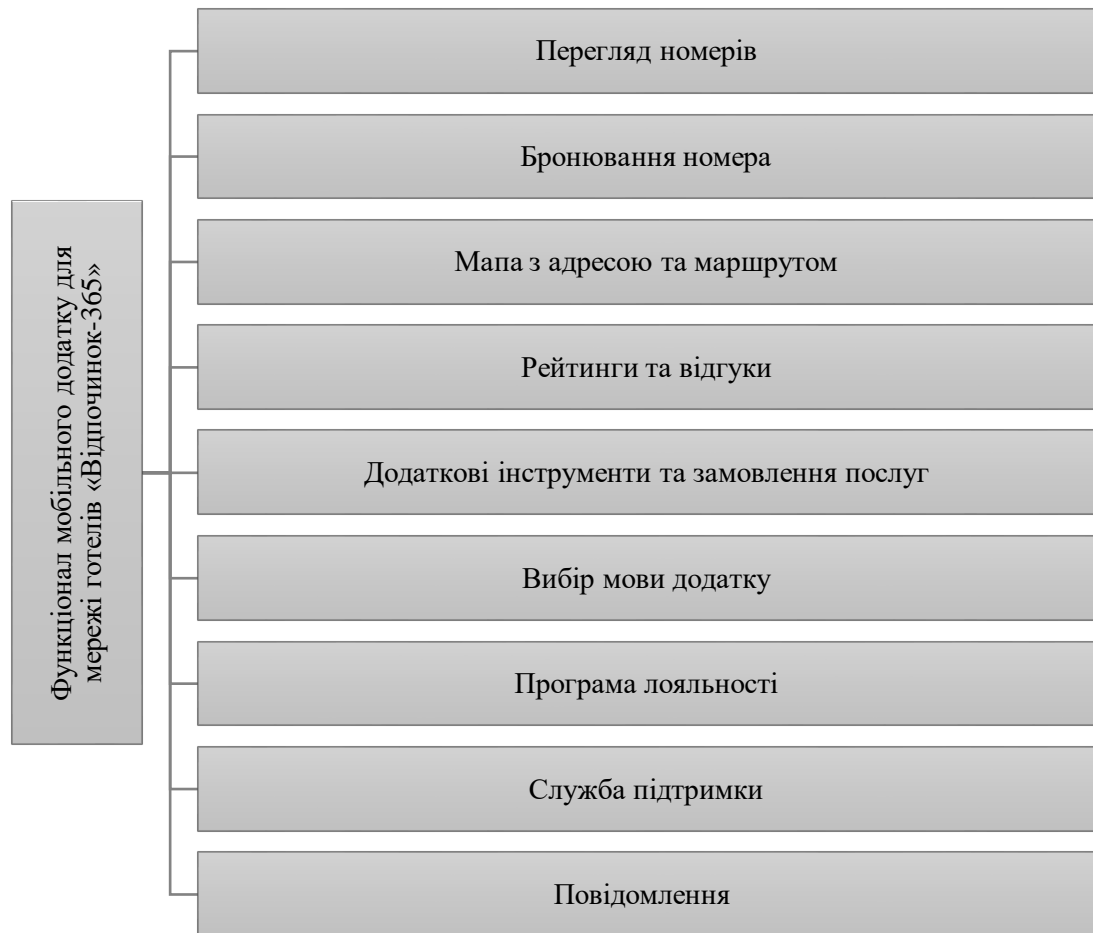 Функціонал мобільного додатку для
мережі готелів «Відпочинок-365»
Перегляд номерів
Бронювання номера
Мапа з адресою та маршрутом
Рейтинги та відгуки
Додаткові інструменти та замовлення послуг
Вибір мови додатку
Програма лояльності
Служба підтримки
Повідомлення